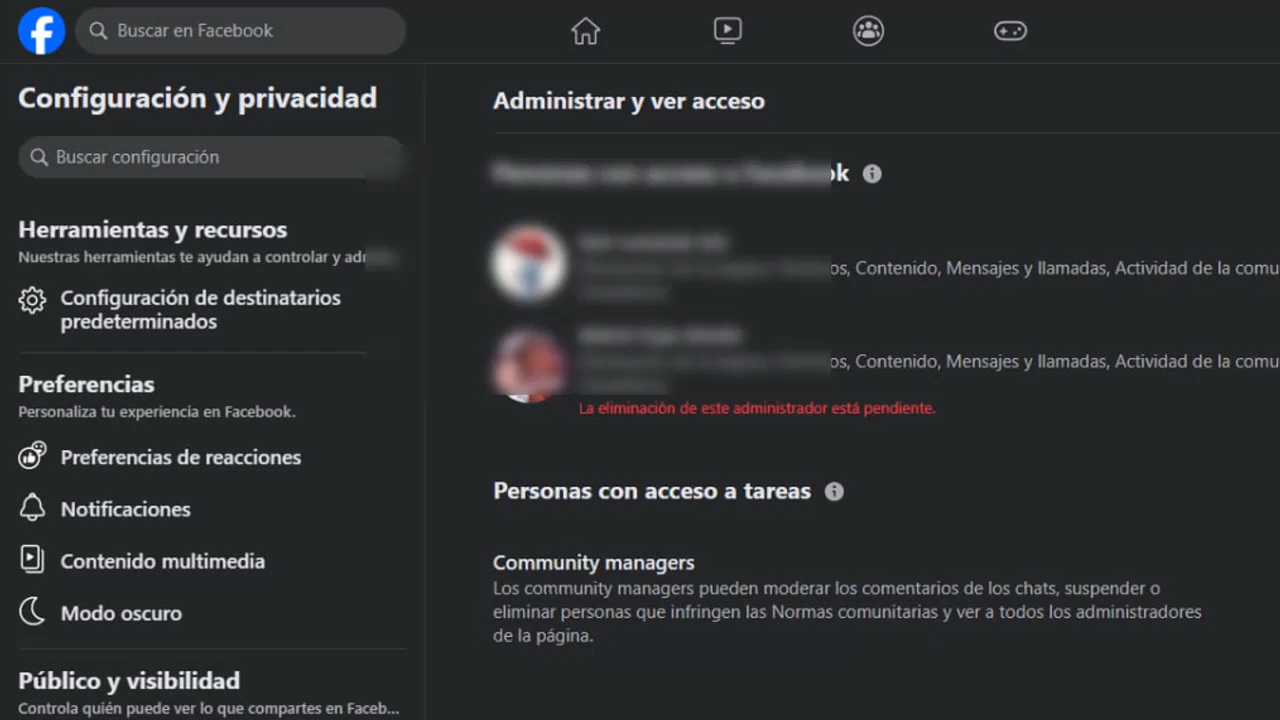 Buscar en Facebook
Configuración y privacidad
Buscar configuración
Herramientas y recursos
Nuestras herramientas te ayudan a controlar y
Configuración de destinatarios
predeterminados
Preferencias
Personaliza tu experiencia en Facebook.
Preferencias de reacciones
Notificaciones
Contenido multimedia
Modo oscuro
Público y visibilidad
Controla quién puede ver lo que compartes en Faceb...
Administrar y ver acceso
Contenido, Mensajes y llamadas, Actividad de la comu
Contenido, Mensajes y llamadas, Actividad de la comu
La eliminación de este administrador está pendiente.
Personas con acceso a tareas
Community managers
Los community managers pueden moderar los comentarios de los chats, suspender o
eliminar personas que infringen las Normas comunitarias y ver a todos los administradores
de la página.